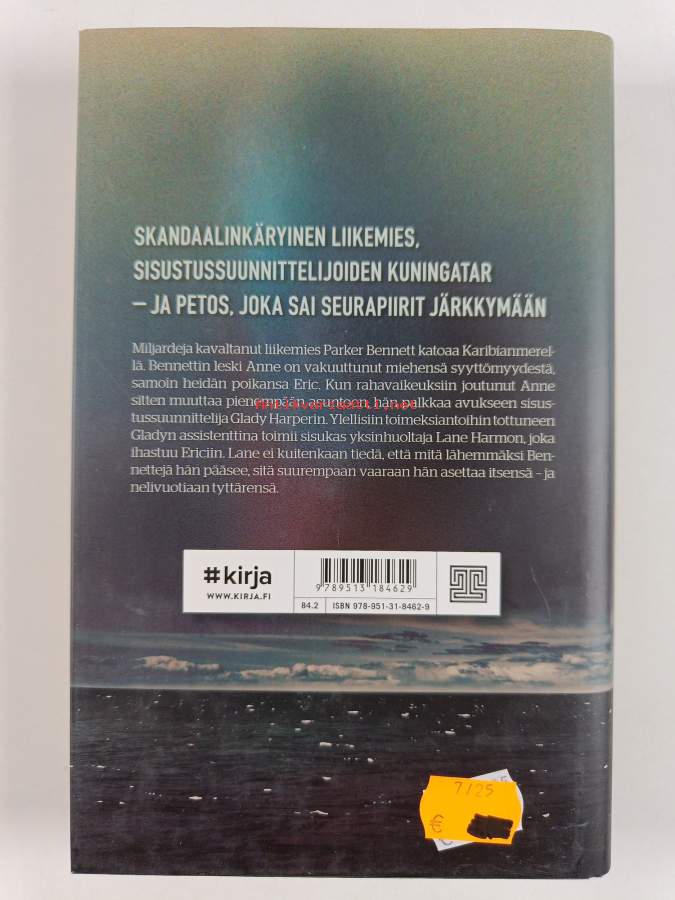 SKANDAALINKÄRYINEN LIIKEMIES,
SISUSTUSSUUNNITTELIJOIDEN KUNINGATAR
– JA PETOS, JOKA SAI SEURAPIIRIT JÄRKKYMÄÄN
Miljardeja kavaltanut liikemies Parker Bennett katoaa Karibianmerel-
lä. Bennettin leski Anne on vakuuttunut miehensä syyttömyydestä,
samoin heidän poikansa Eric. Kun rahavaikeuksiin joutunut Anne
sitten muuttaa pienempään asuntoon, hän palkkaa avukseen sisus-
tussuunnittelija Glady Harperin. Ylellisiin toimeksiantoihin tottuneen
Gladyn assistenttina toimii sisukas yksinhuoltaja Lane Harmon, joka
ihastuu Ericiin. Lane ei kuitenkaan tiedä, että mitä lähemmäksi Ben-
nettejä hän pääsee, sitä suurempaan vaaraan hän asettaa itsensä – ja
nelivuotiaan tyttärensä.
#kirja
WWW.KIRJA.FI
9 789513 184629
84.2
ISBN 978-951-31-8462-9
7/25
€